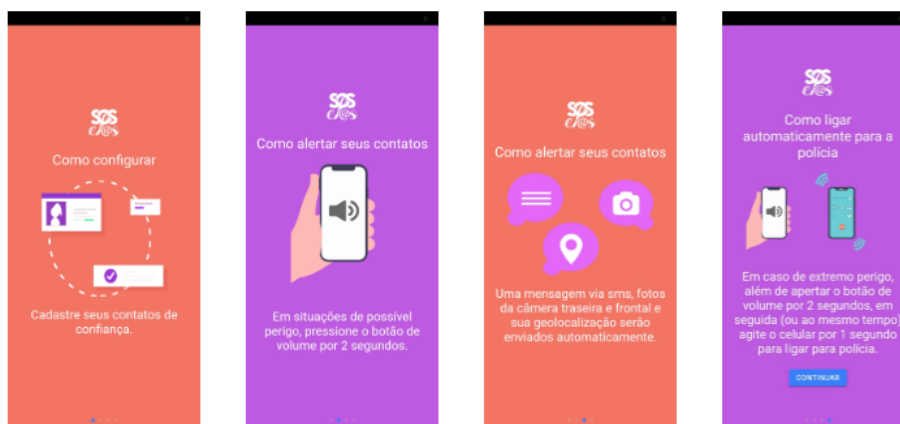 SOS
el@s
Como configurar
Cadastre seus contatos de
confiança.
SOS
el@s
Como alertar seus contatos
Em situações de possível
perigo, pressione o botão de
volume por 2 segundos.
SOS
el@s
Como alertar seus contatos
Uma mensagem via sms, fotos
da câmera traseira e frontal e
sua geolocalização serão
enviados automaticamente.
SOS
el@s
Como ligar
automaticamente para a
polícia
Em caso de extremo perigo,
além de apertar o botão de
volume por 2 segundos, em
seguida (ou ao mesmo tempo)
agite o celular por 1 segundo
para ligar para polícia.
CONTINUAR